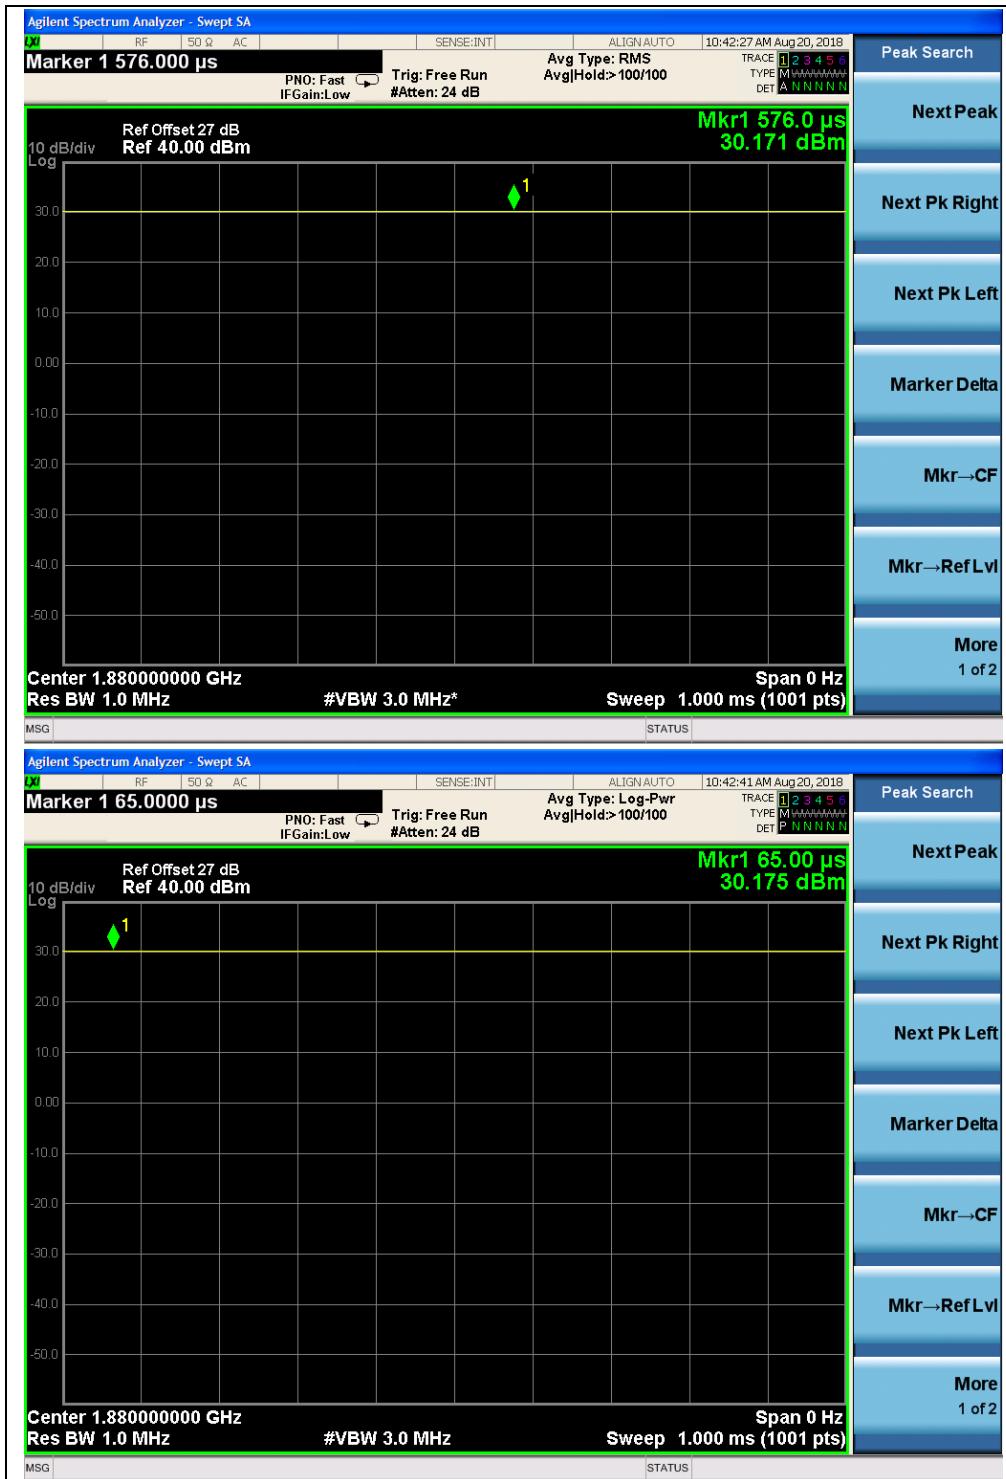 Agilent Spectrum Analyzer - Swept SA
LXI RF 50 Ω AC SENSE:INT ALIGN AUTO 10:42:27 AM Aug 20, 2018
Marker 1 576.000 µs
PNO: Fast
IFGain:Low
Trig: Free Run
#Atten: 24 dB
Avg Type: RMS
Avg|Hold:>100/100
TRACE 1 2 3 4 5 6
TYPE M
DET A N N N N N
Peak Search
Next Peak
Next Pk Right
Next Pk Left
Marker Delta
Mkr→CF
Mkr→Ref Lvl
More
1 of 2
Mkr1 576.0 µs
30.171 dBm
Ref Offset 27 dB
10 dB/div Ref 40.00 dBm
Log
1
30.0
20.0
10.0
0.00
-10.0
-20.0
-30.0
-40.0
-50.0
Center 1.880000000 GHz Span 0 Hz
Res BW 1.0 MHz #VBW 3.0 MHz* Sweep 1.000 ms (1001 pts)
MSG STATUS
Agilent Spectrum Analyzer - Swept SA
LXI RF 50 Ω AC SENSE:INT ALIGN AUTO 10:42:41 AM Aug 20, 2018
Marker 1 65.0000 µs
PNO: Fast
IFGain:Low
Trig: Free Run
#Atten: 24 dB
Avg Type: Log-Pwr
Avg|Hold:>100/100
TRACE 1 2 3 4 5 6
TYPE M
DET P N N N N N
Peak Search
Next Peak
Next Pk Right
Next Pk Left
Marker Delta
Mkr→CF
Mkr→Ref Lvl
More
1 of 2
Mkr1 65.00 µs
30.175 dBm
Ref Offset 27 dB
10 dB/div Ref 40.00 dBm
Log
1
30.0
20.0
10.0
0.00
-10.0
-20.0
-30.0
-40.0
-50.0
Center 1.880000000 GHz Span 0 Hz
Res BW 1.0 MHz #VBW 3.0 MHz Sweep 1.000 ms (1001 pts)
MSG STATUS